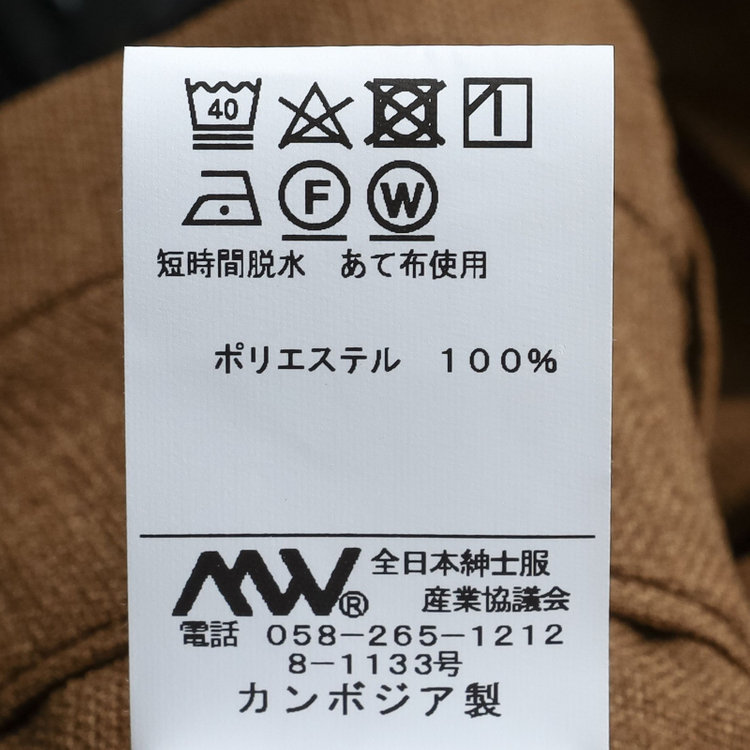 40
F W
短時間脱水 あて布使用
ポリエステル 100%
MW® 全日本紳士服
産業協議会
電話 058-265-1212
8-1133号
カンボジア製